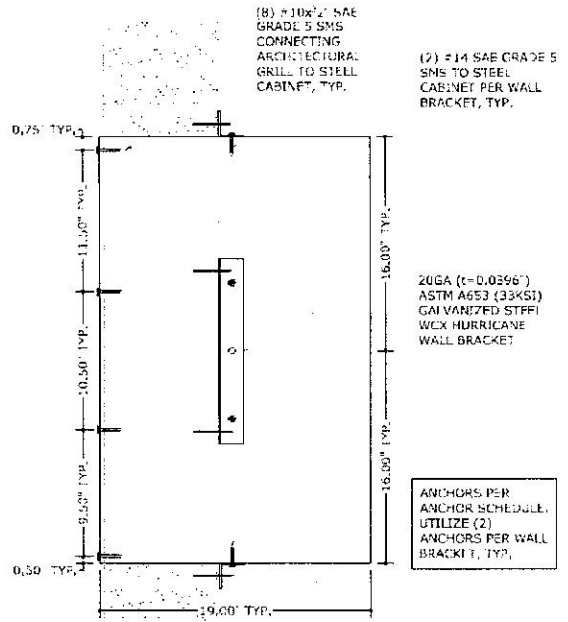 (8) #10x½" SAE
GRADE 5 SMS
CONNECTING
ARCHITECTURAL
GRILL TO STEEL
CABINET, TYP.
(2) #14 SAE GRADE 5
SMS TO STEEL
CABINET PER WALL
BRACKET, TYP.
0.75" TYP.
11.50" TYP.
16.00" TYP.
20GA (t=0.0396")
ASTM A653 (33KSI)
GALVANIZED STEEL
WCX HURRICANE
WALL BRACKET
10.50" TYP.
9.50" TYP.
16.00" TYP.
ANCHORS PER
ANCHOR SCHEDULE.
UTILIZE (2)
ANCHORS PER WALL
BRACKET, TYP.
0.50" TYP.
19.00" TYP.